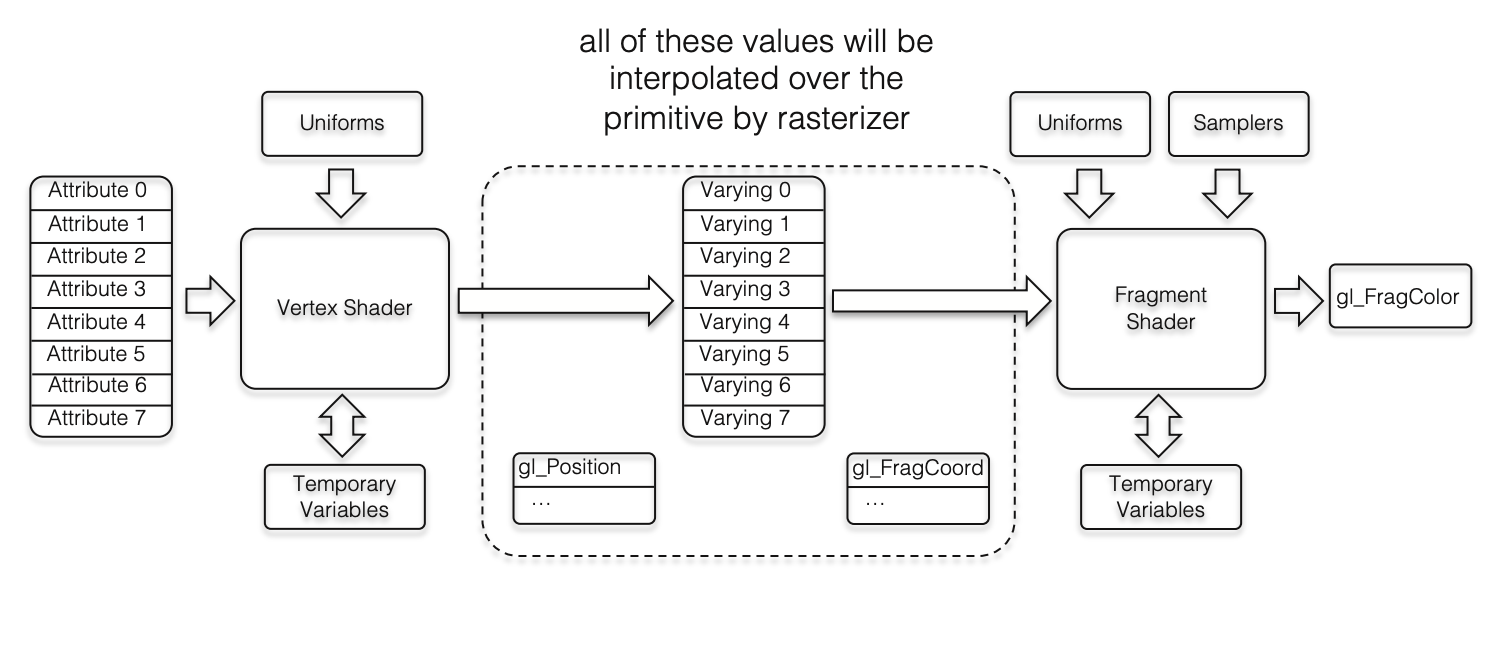 all of these values will be
interpolated over the
primitive by rasterizer
Uniforms
Uniforms
Samplers
Attribute 0
Attribute 1
Attribute 2
Attribute 3
Attribute 4
Attribute 5
Attribute 6
Attribute 7
Vertex Shader
Temporary
Variables
Varying 0
Varying 1
Varying 2
Varying 3
Varying 4
Varying 5
Varying 6
Varying 7
gl_Position
...
gl_FragCoord
...
Fragment
Shader
Temporary
Variables
gl_FragColor